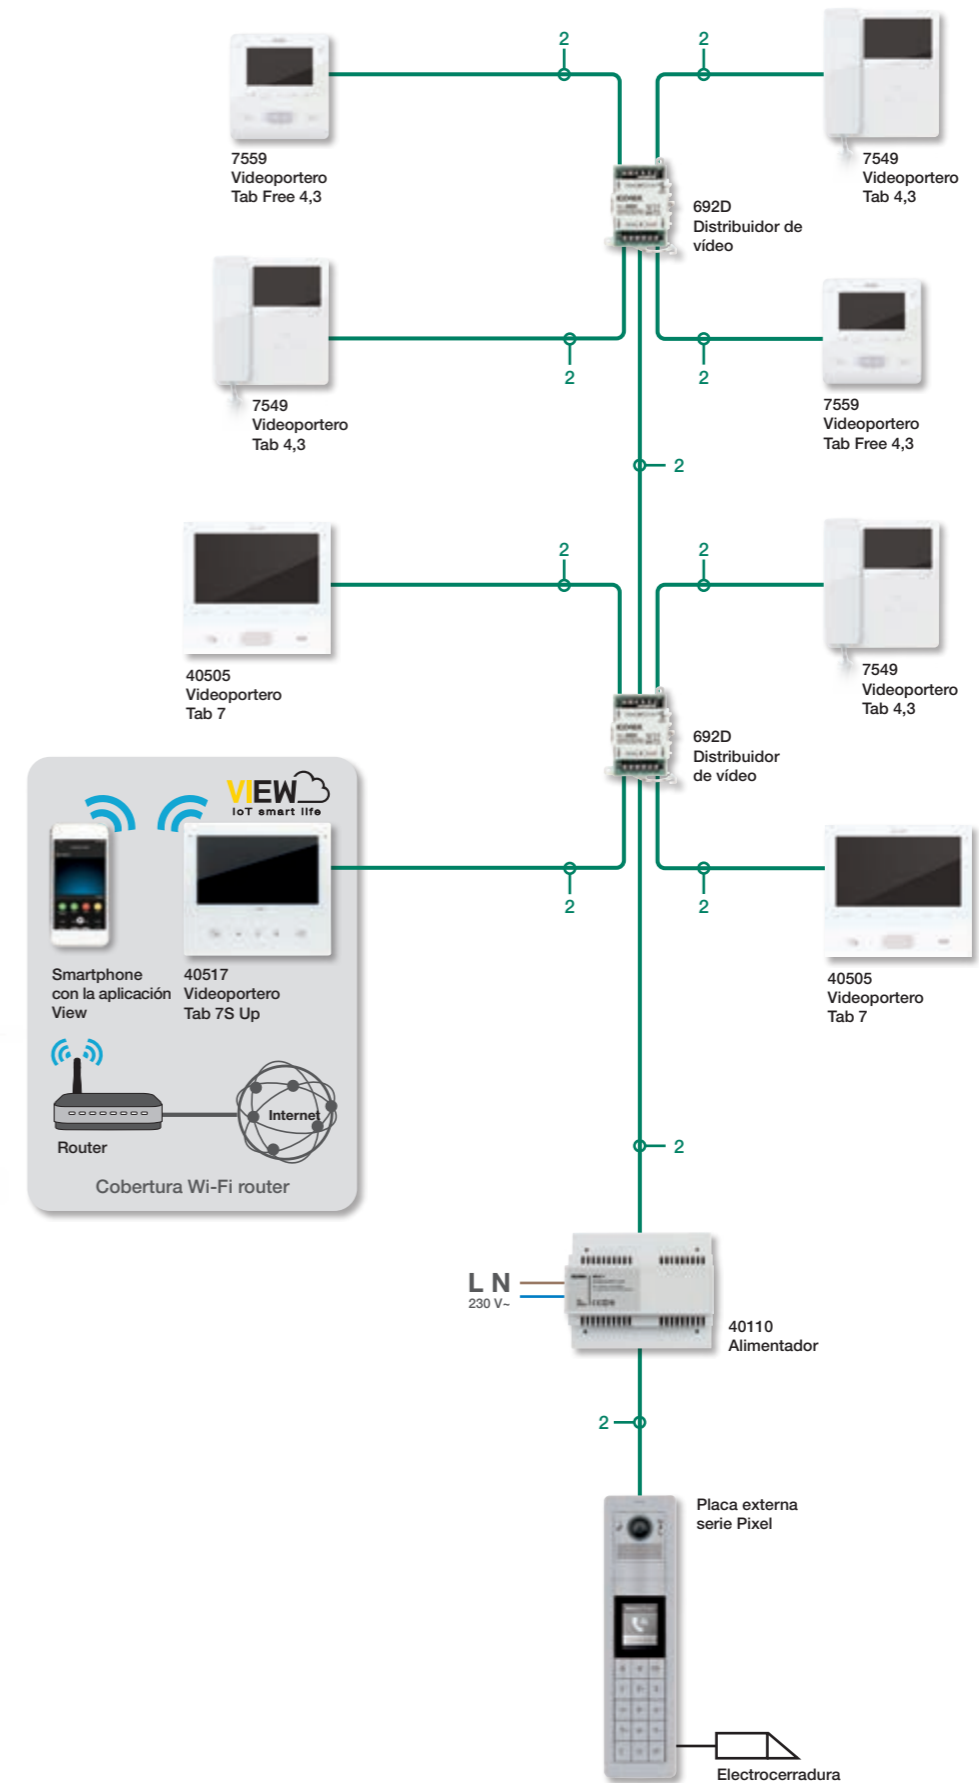 2
2
7559
Videoportero
Tab Free 4,3
7549
Videoportero
Tab 4,3
692D
Distribuidor de
vídeo
2
2
7549
Videoportero
Tab 4,3
7559
Videoportero
Tab Free 4,3
2
2
2
40505
Videoportero
Tab 7
7549
Videoportero
Tab 4,3
692D
Distribuidor
de vídeo
VIEW
IoT smart life
2
2
Smartphone
con la aplicación
View
40517
Videoportero
Tab 7S Up
40505
Videoportero
Tab 7
Internet
Router
Cobertura Wi-Fi router
2
L N
230 V~
40110
Alimentador
2
Placa externa
serie Pixel
Electrocerradura